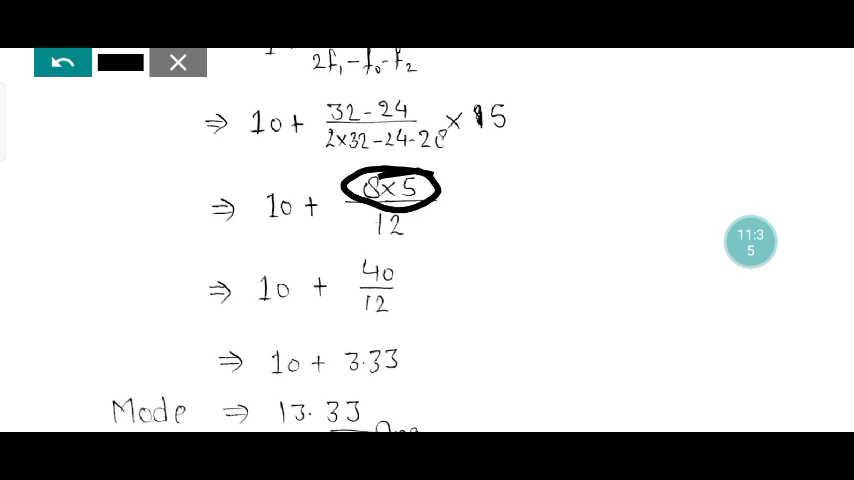 2f₁-f₀-f₂
⇒ 10 + 32-24 / 2×32-24-28 × 15
⇒ 10 + 8×5 / 12
⇒ 10 + 40 / 12
⇒ 10 + 3.33
Mode ⇒ 13.33
11:3
5